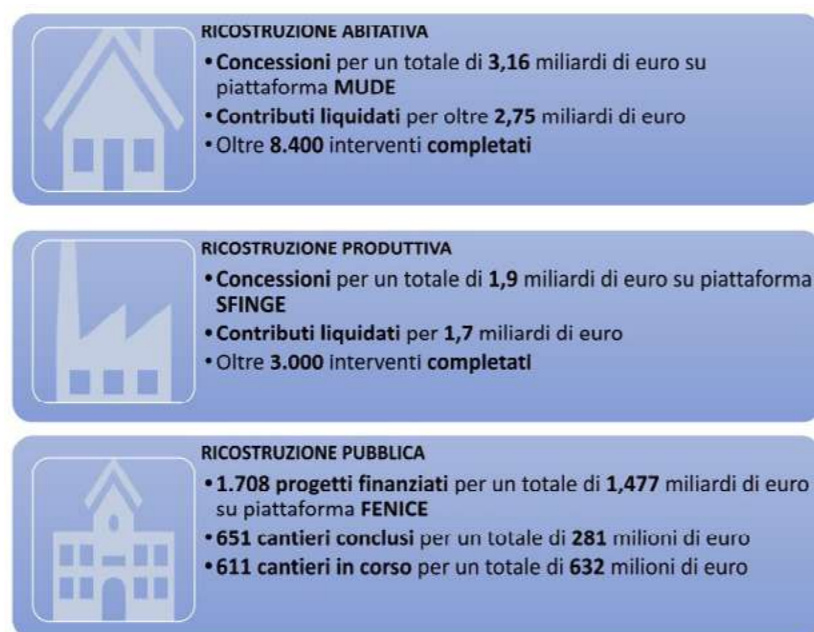 RICOSTRUZIONE ABITATIVA
• Concessioni per un totale di 3,16 miliardi di euro su
piattaforma MUDE
• Contributi liquidati per oltre 2,75 miliardi di euro
• Oltre 8.400 interventi completati
RICOSTRUZIONE PRODUTTIVA
• Concessioni per un totale di 1,9 miliardi di euro su piattaforma
SFINGE
• Contributi liquidati per 1,7 miliardi di euro
• Oltre 3.000 interventi completati
RICOSTRUZIONE PUBBLICA
• 1.708 progetti finanziati per un totale di 1,477 miliardi di euro
su piattaforma FENICE
• 651 cantieri conclusi per un totale di 281 milioni di euro
• 611 cantieri in corso per un totale di 632 milioni di euro